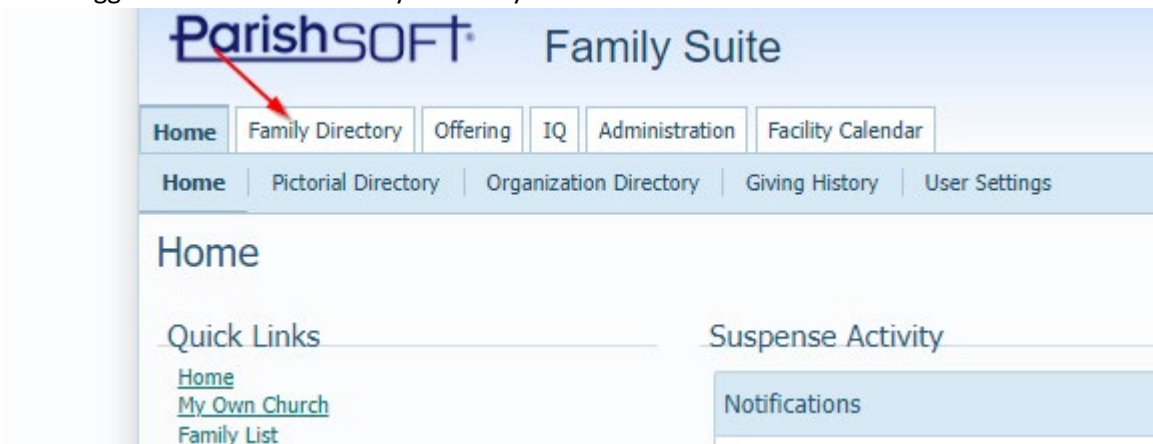 ParishSOFT Family Suite
Home Family Directory Offering IQ Administration Facility Calendar
Home Pictorial Directory Organization Directory Giving History User Settings
Home
Quick Links
Home
My Own Church
Family List
Suspense Activity
Notifications